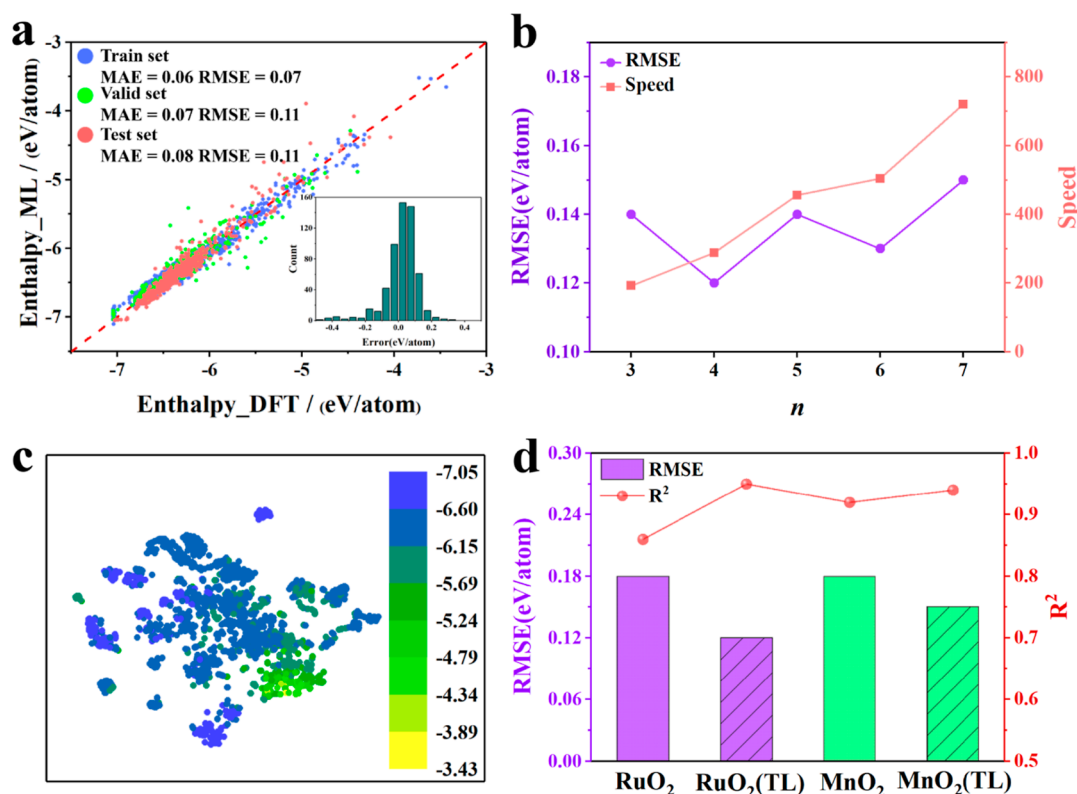 a
-3
-4
-5
-6
-7
Enthalpy_ML / (eV/atom)
Train set
MAE = 0.06 RMSE = 0.07
Valid set
MAE = 0.07 RMSE = 0.11
Test set
MAE = 0.08 RMSE = 0.11
160
120
80
40
0
Count
-0.4 -0.2 0.0 0.2 0.4
Error(eV/atom)
-7 -6 -5 -4 -3
Enthalpy_DFT / (eV/atom)
b
0.18
0.16
0.14
0.12
0.10
RMSE(eV/atom)
RMSE
Speed
800
600
400
200
0
Speed
3 4 5 6 7
n
c
-7.05
-6.60
-6.15
-5.69
-5.24
-4.79
-4.34
-3.89
-3.43
d
0.30
0.24
0.18
0.12
0.06
0.00
RMSE(eV/atom)
RMSE
R²
1.0
0.9
0.8
0.7
0.6
0.5
R²
RuO₂ RuO₂(TL) MnO₂ MnO₂(TL)